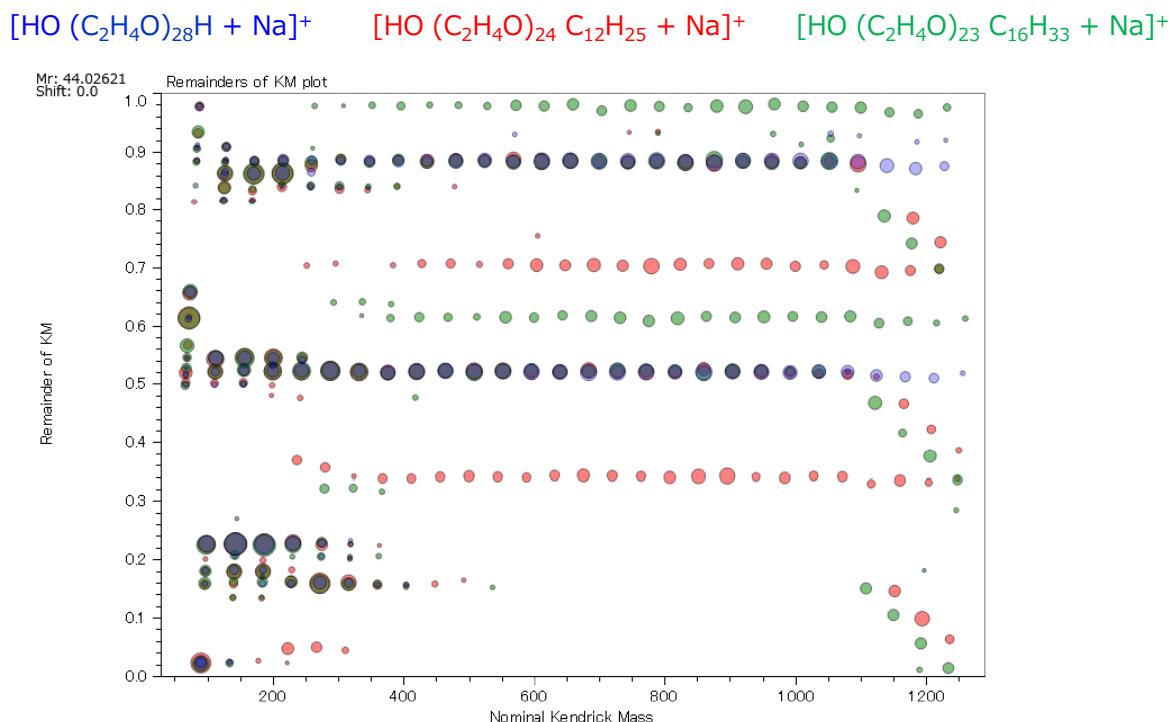 [HO (C₂H₄O)₂₈H + Na]⁺ [HO (C₂H₄O)₂₄ C₁₂H₂₅ + Na]⁺ [HO (C₂H₄O)₂₃ C₁₆H₃₃ + Na]⁺
Mr: 44.02621
Shift: 0.0
Remainders of KM plot
1.0
0.9
0.8
0.7
0.6
0.5
0.4
0.3
0.2
0.1
0.0
Remainder of KM
200 400 600 800 1000 1200
Nominal Kendrick Mass